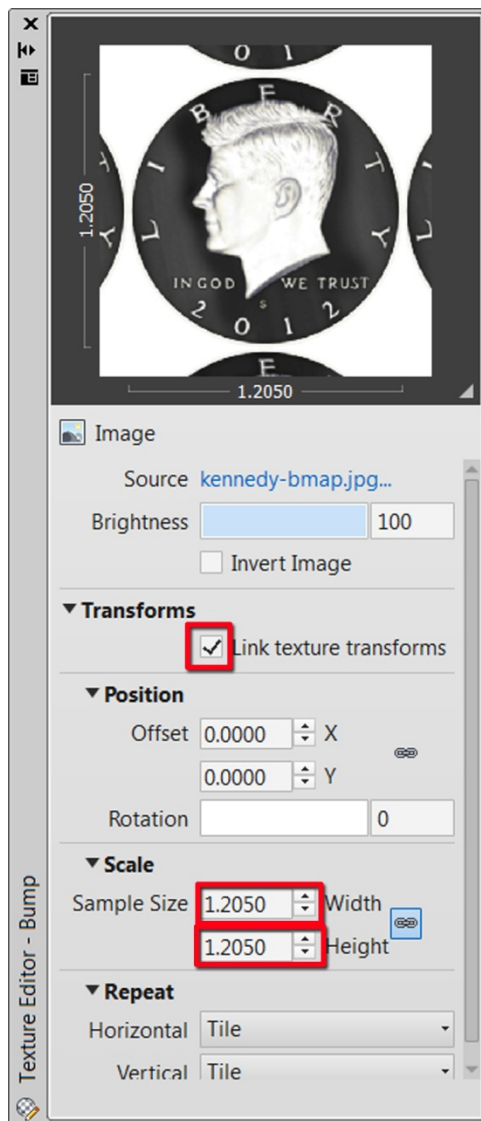 O 1
LIBERTY
IN GOD WE TRUST
S
2012
E
1.2050
1.2050
Image
Source kennedy-bmap.jpg...
Brightness 100
Invert Image
Transforms
Link texture transforms
Position
Offset 0.0000 X
0.0000 Y
Rotation 0
Scale
Sample Size 1.2050 Width
1.2050 Height
Repeat
Horizontal Tile
Vertical Tile
Texture Editor - Bump